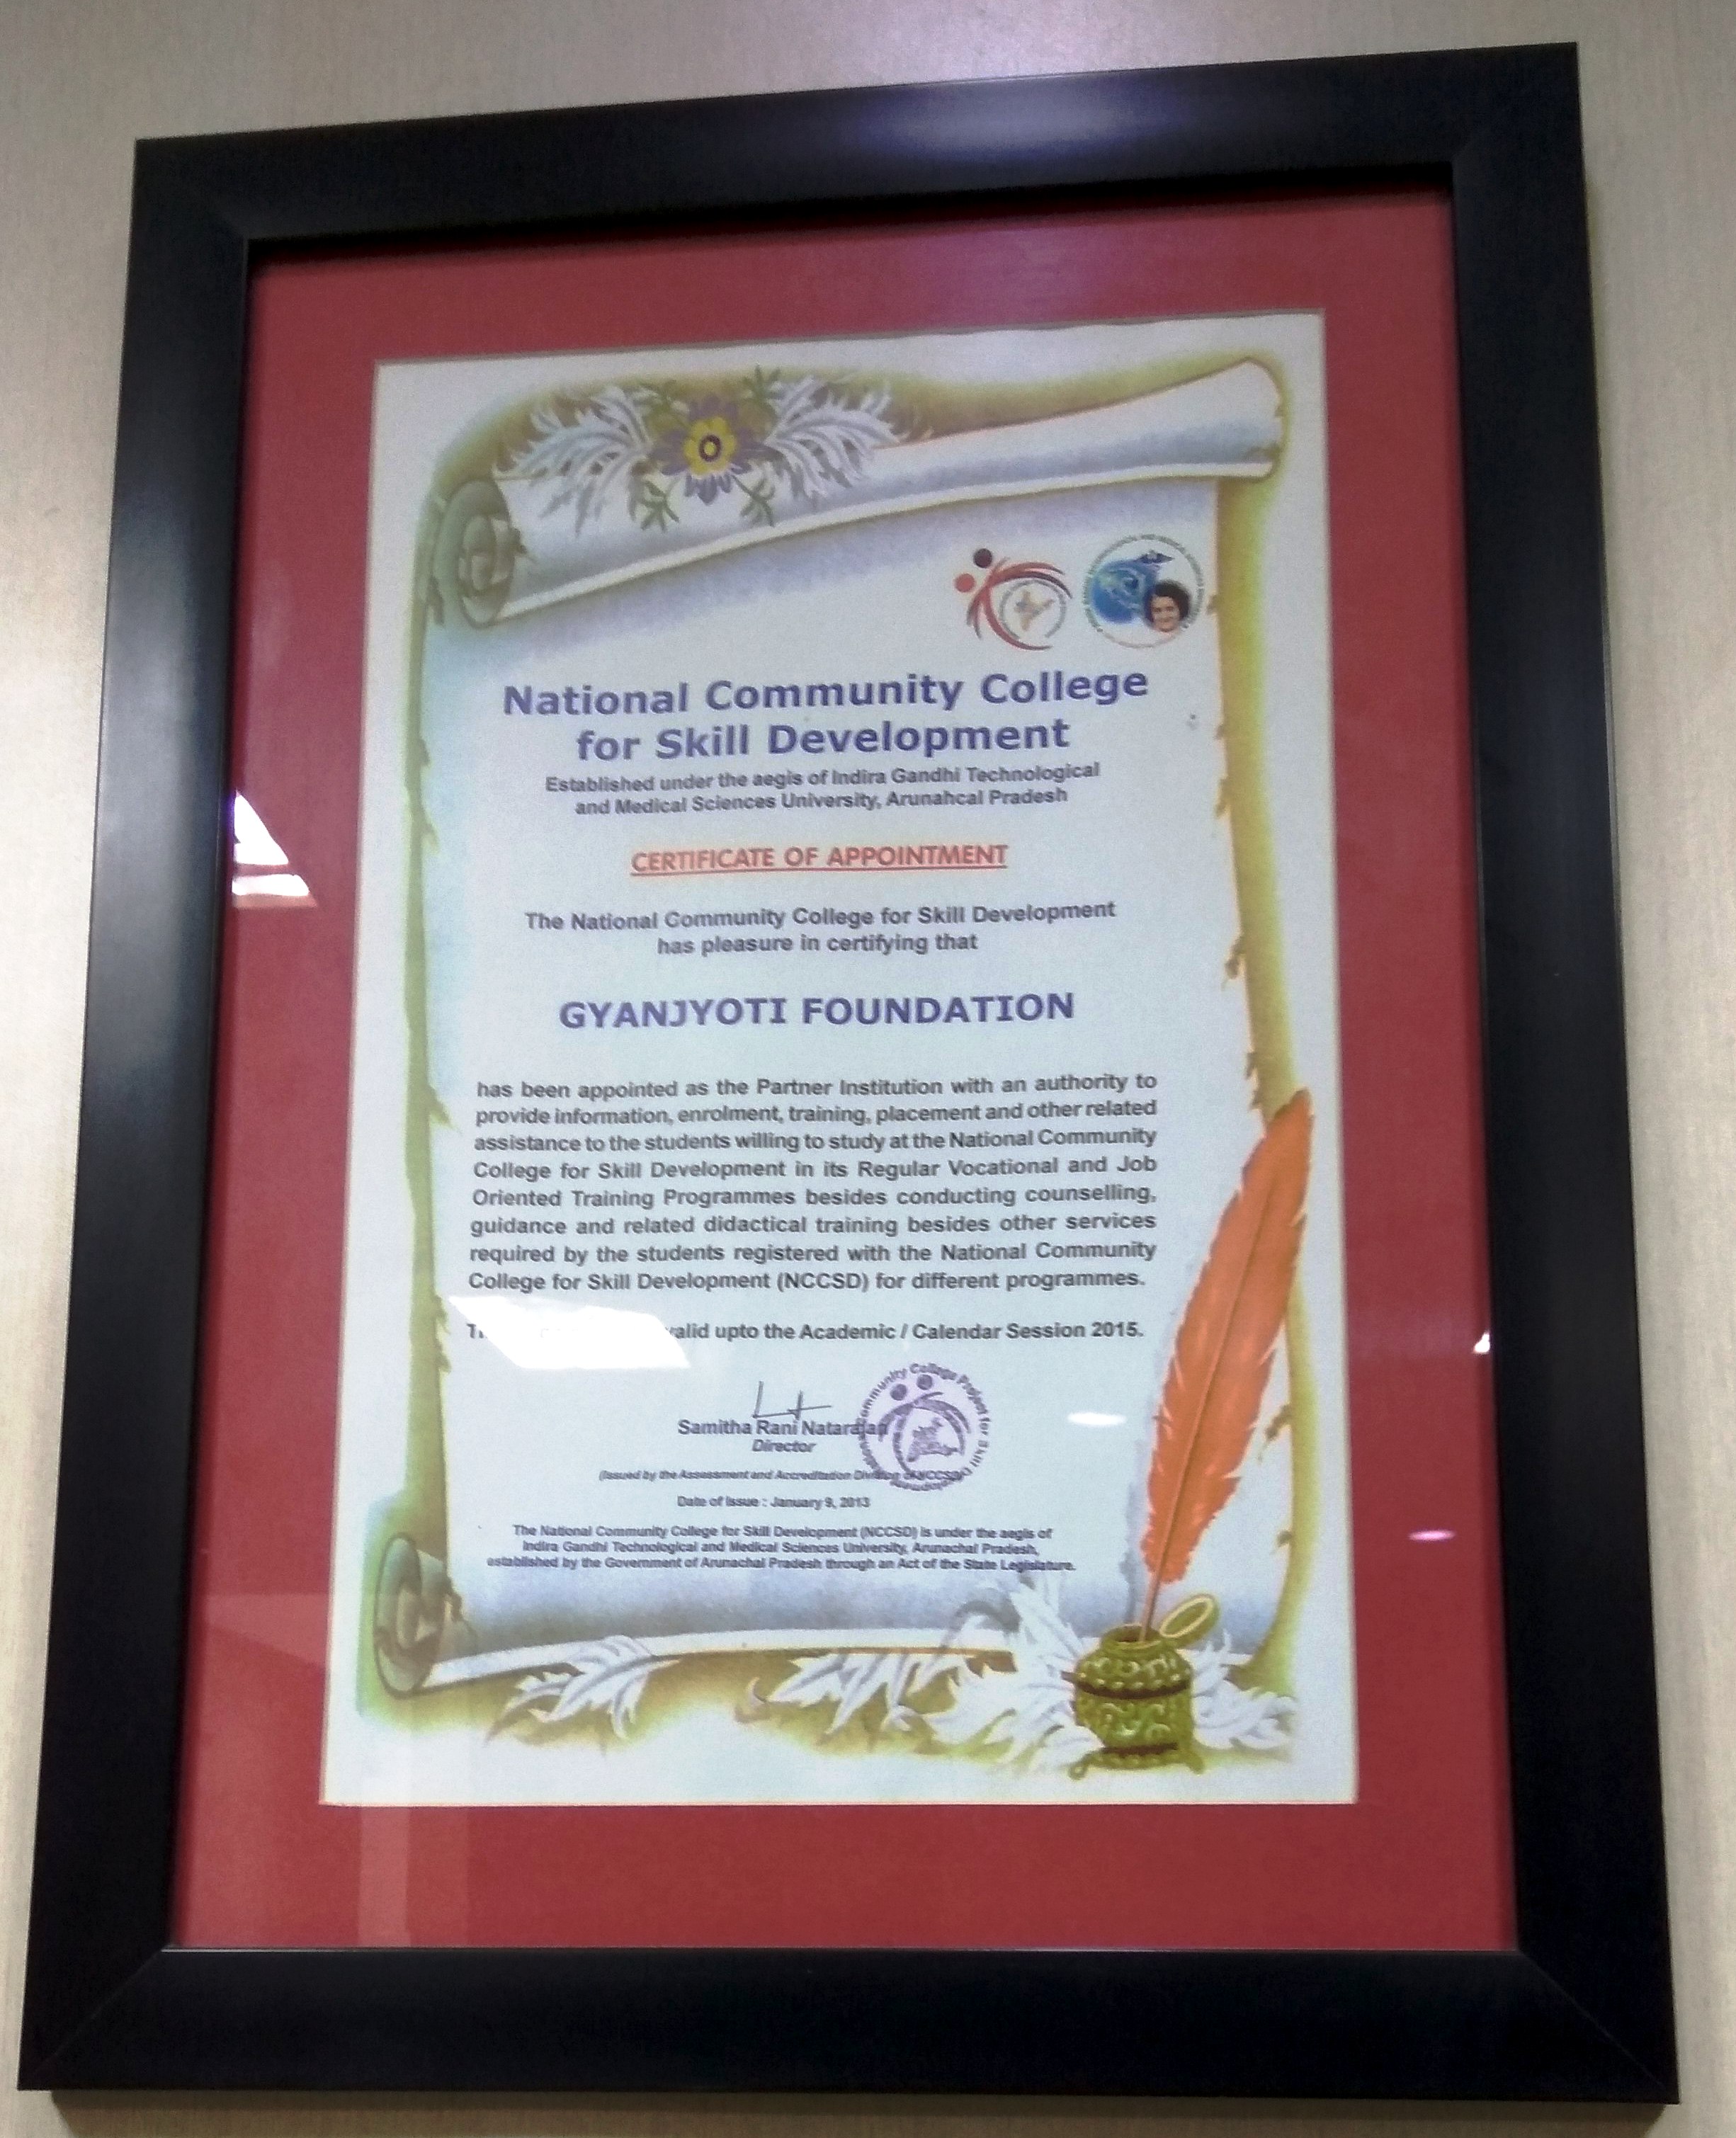 National Community College
for Skill Development
Established under the aegis of Indira Gandhi Technological
and Medical Sciences University, Arunahcal Pradesh
CERTIFICATE OF APPOINTMENT
The National Community College for Skill Development
has pleasure in certifying that
GYANJYOTI FOUNDATION
has been appointed as the Partner Institution with an authority to
provide information, enrolment, training, placement and other related
assistance to the students willing to study at the National Community
College for Skill Development in its Regular Vocational and Job
Oriented Training Programmes besides conducting counselling,
guidance and related didactical training besides other services
required by the students registered with the National Community
College for Skill Development (NCCSD) for different programmes.
upto the Academic / Calendar Session 2015.
Samitha Rani Natarajan
Director
(Issued by the Assessment and Accreditation Division of NCCSD)
Date of Issue : January 9, 2013
The National Community College for Skill Development (NCCSD) is under the aegis of
Indira Gandhi Technological and Medical Sciences University, Arunachal Pradesh,
established by the Government of Arunachal Pradesh through an Act of the State Legislature.
Community College Project for Skill